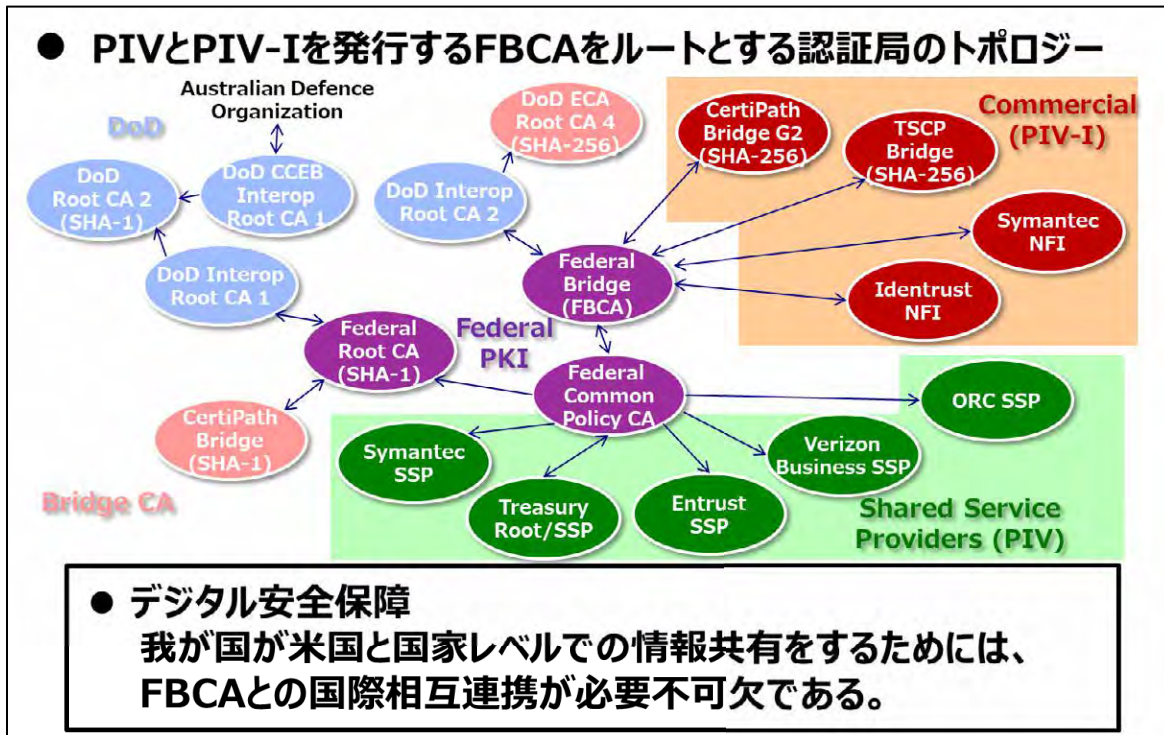 ● PIVとPIV-Iを発行するFBCAをルートとする認証局のトポロジー
Australian Defence
Organization
DoD
DoD ECA
Root CA 4
(SHA-256)
CertiPath
Bridge G2
(SHA-256)
TSCP
Bridge
(SHA-256)
Commercial
(PIV-I)
DoD
Root CA 2
(SHA-1)
DoD CCEB
Interop
Root CA 1
DoD Interop
Root CA 2
Symantec
NFI
DoD Interop
Root CA 1
Federal
Bridge
(FBCA)
Identrust
NFI
Federal
Root CA
(SHA-1)
Federal
PKI
Federal
Common
Policy CA
ORC SSP
CertiPath
Bridge
(SHA-1)
Symantec
SSP
Verizon
Business SSP
Bridge CA
Treasury
Root/SSP
Entrust
SSP
Shared Service
Providers (PIV)
● デジタル安全保障
我が国が米国と国家レベルでの情報共有をするためには、
FBCAとの国際相互連携が必要不可欠である。